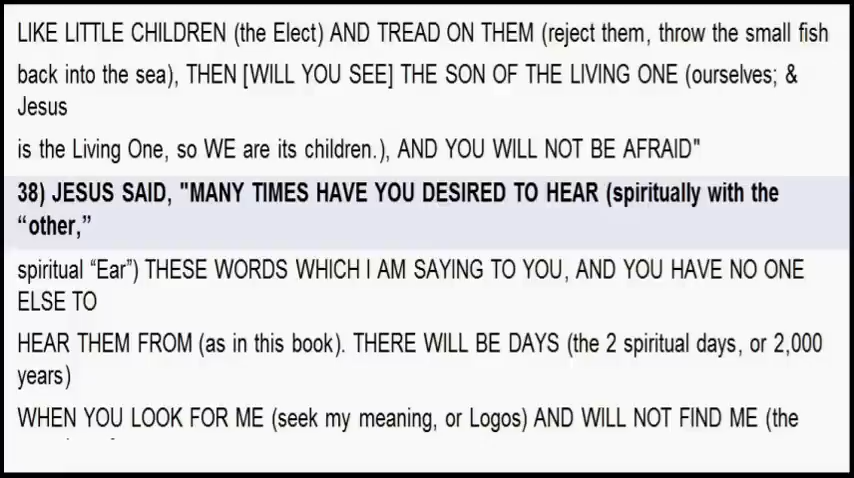 LIKE LITTLE CHILDREN (the Elect) AND TREAD ON THEM (reject them, throw the small fish
back into the sea), THEN [WILL YOU SEE] THE SON OF THE LIVING ONE (ourselves; &
Jesus
is the Living One, so WE are its children.), AND YOU WILL NOT BE AFRAID"
38) JESUS SAID, "MANY TIMES HAVE YOU DESIRED TO HEAR (spiritually with the
“other,”
spiritual “Ear”) THESE WORDS WHICH I AM SAYING TO YOU, AND YOU HAVE NO ONE
ELSE TO
HEAR THEM FROM (as in this book). THERE WILL BE DAYS (the 2 spiritual days, or 2,000
years)
WHEN YOU LOOK FOR ME (seek my meaning, or Logos) AND WILL NOT FIND ME (the